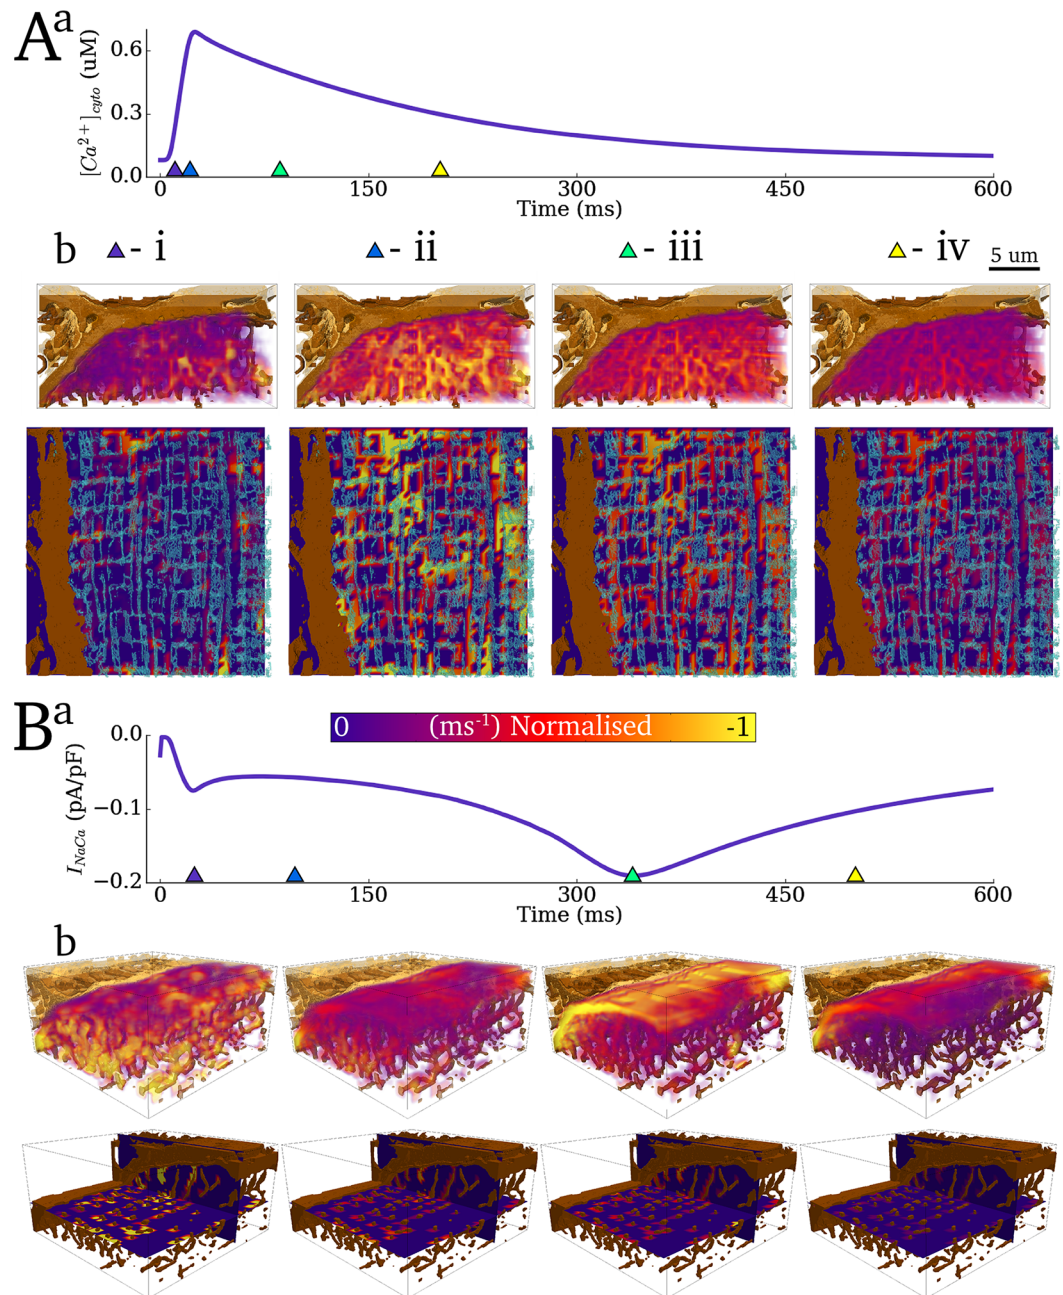 A a
[Ca²⁺]cyto (uM)
0.6
0.3
0.0
0 150 300 450 600
Time (ms)
b - i - ii - iii - iv 5 um
B a
0 (ms⁻¹) Normalised -1
I_NaCa (pA/pF)
0.0
−0.1
−0.2
0 150 300 450 600
Time (ms)
b